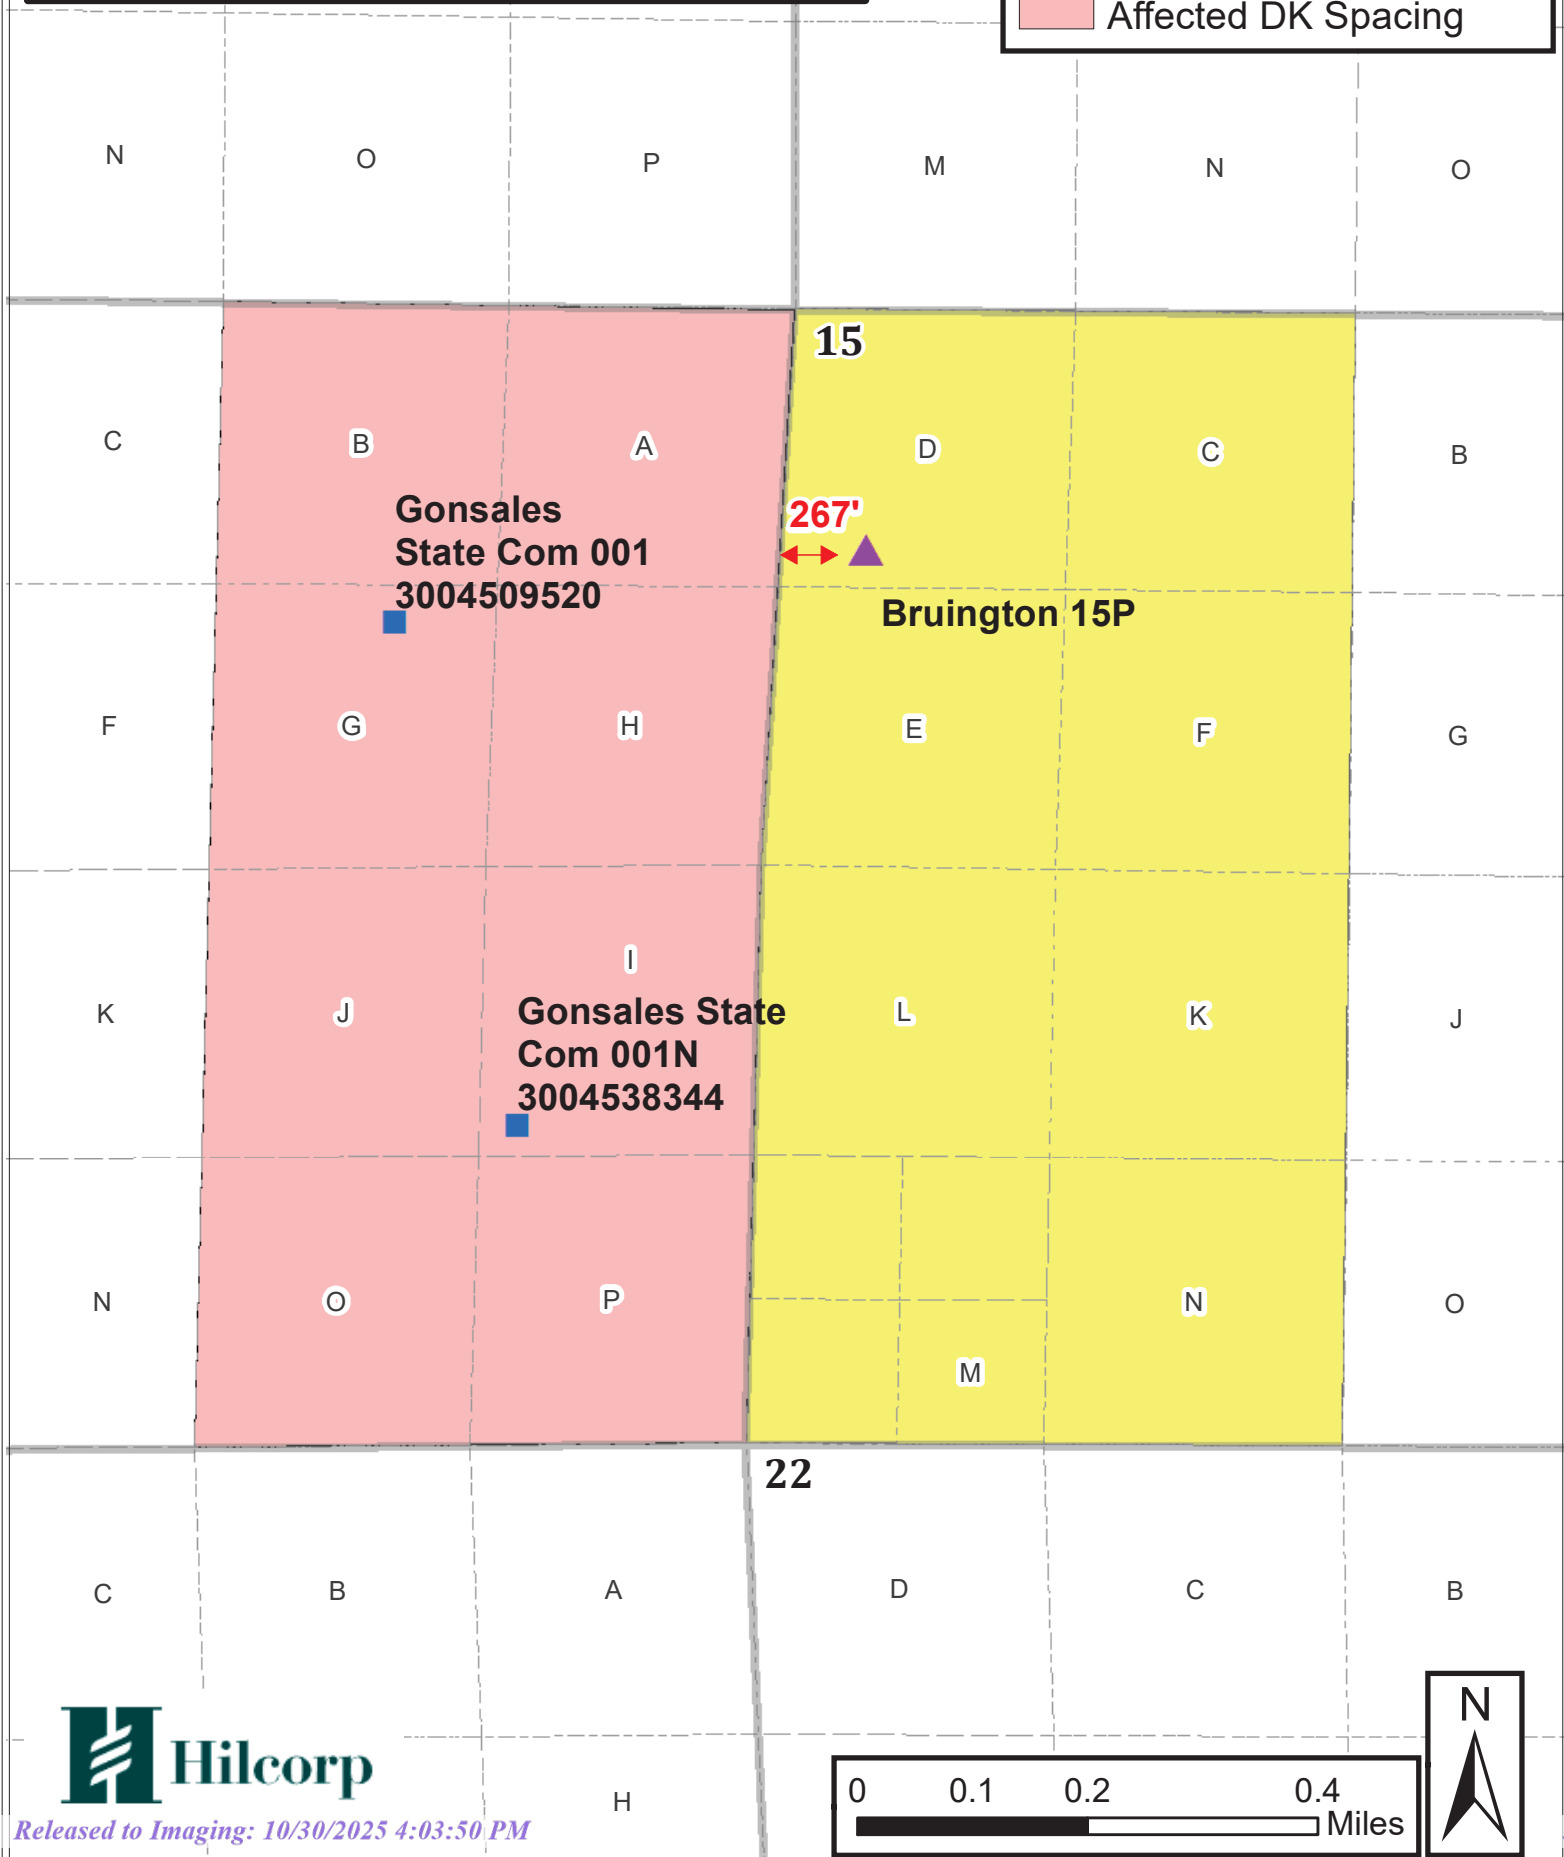 Affected DK Spacing
N
O
P
M
N
O
15
C
B
A
D
C
B
Gonsales
State Com 001
3004509520
267'
Bruington 15P
F
G
H
E
F
G
I
K
J
L
K
J
Gonsales State
Com 001N
3004538344
N
O
P
N
O
M
22
C
B
A
D
C
B
H
Hilcorp
Released to Imaging: 10/30/2025 4:03:50 PM
0 0.1 0.2 0.4
Miles
N